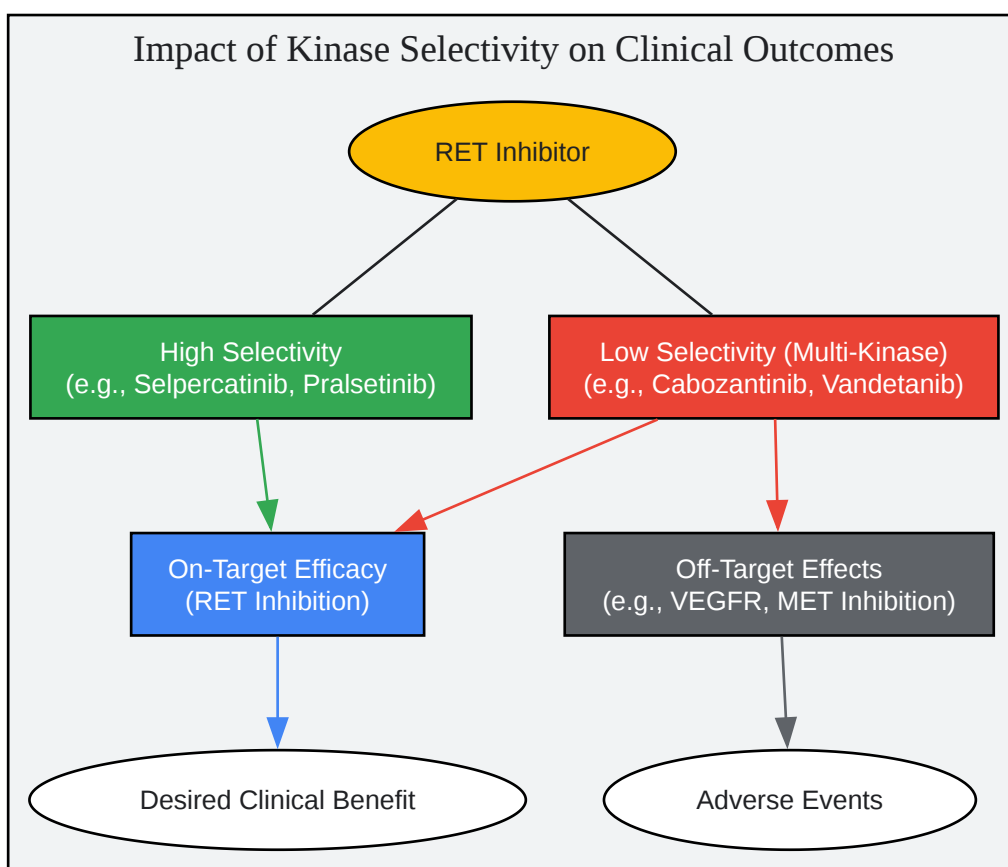 Impact of Kinase Selectivity on Clinical Outcomes
RET Inhibitor
High Selectivity
(e.g., Selpercatinib, Pralsetinib)
Low Selectivity (Multi-Kinase)
(e.g., Cabozantinib, Vandetanib)
On-Target Efficacy
(RET Inhibition)
Off-Target Effects
(e.g., VEGFR, MET Inhibition)
Desired Clinical Benefit
Adverse Events